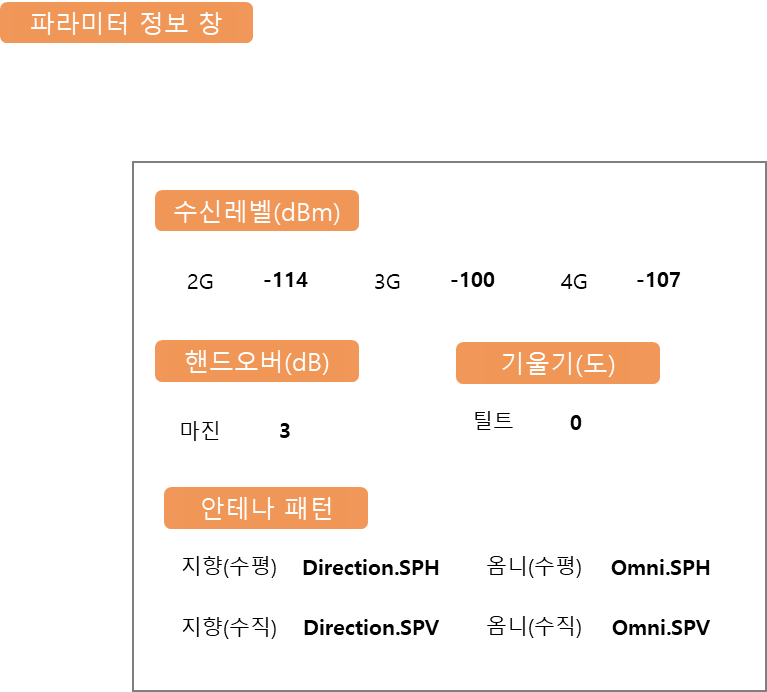 파라미터 정보 창
수신레벨(dBm)
2G -114 3G -100 4G -107
핸드오버(dB) 기울기(도)
마진 3 틸트 0
안테나 패턴
지향(수평) Direction.SPH 옴니(수평) Omni.SPH
지향(수직) Direction.SPV 옴니(수직) Omni.SPV